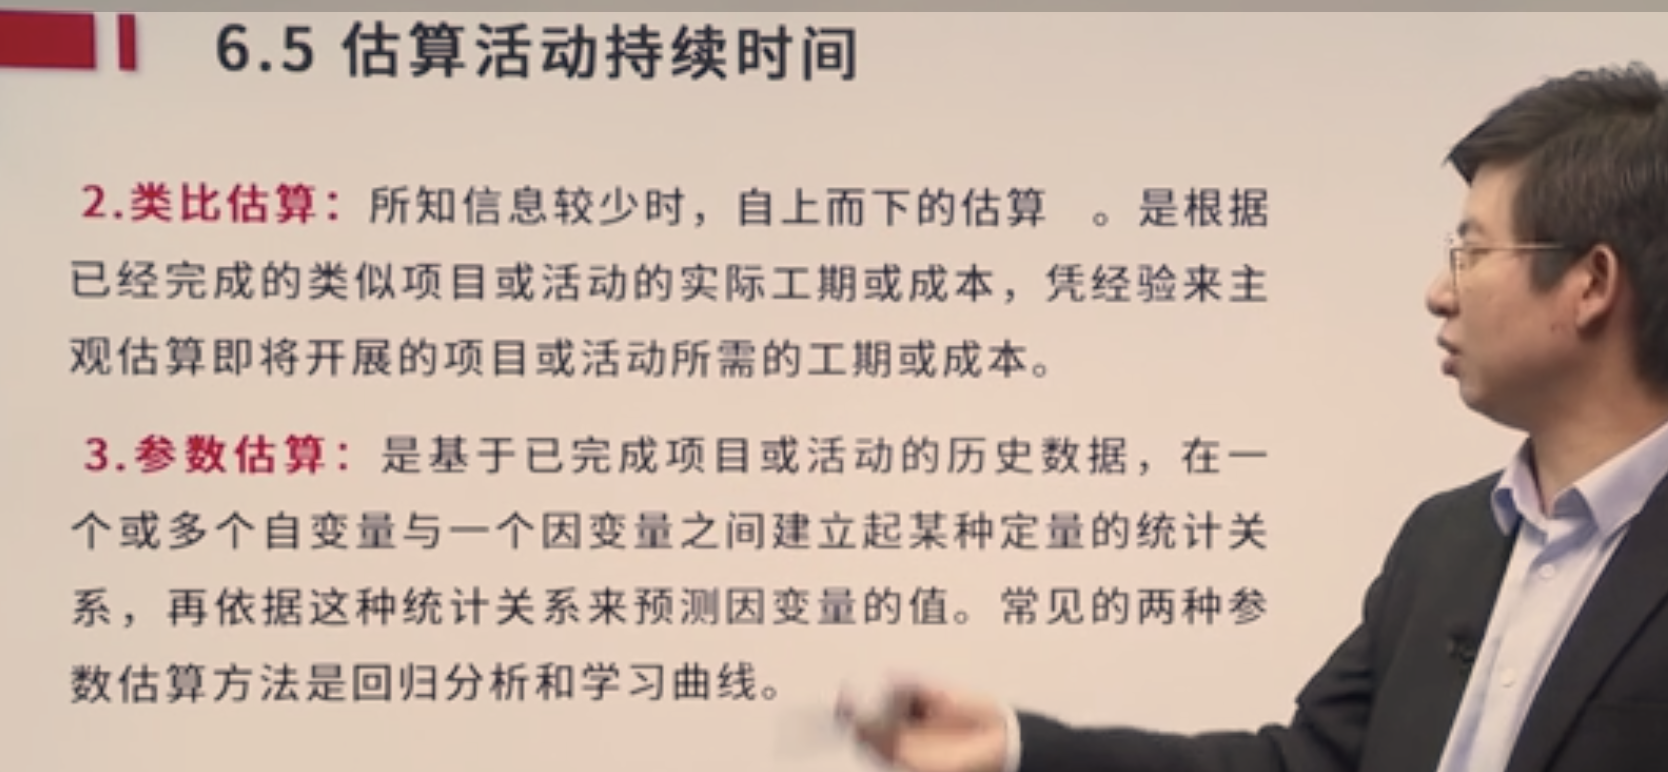 6.5 估算活动持续时间
2.类比估算：所知信息较少时，自上而下的估算 。是根据
已经完成的类似项目或活动的实际工期或成本，凭经验来主
观估算即将开展的项目或活动所需的工期或成本。
3.参数估算：是基于已完成项目或活动的历史数据，在一
个或多个自变量与一个因变量之间建立起某种定量的统计关
系，再依据这种统计关系来预测因变量的值。常见的两种参
数估算方法是回归分析和学习曲线。